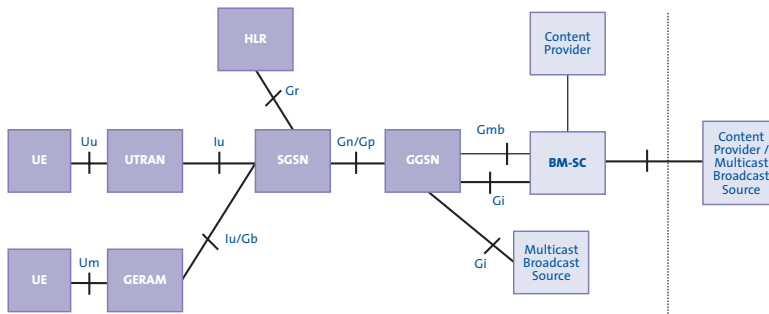 HLR
Content
Provider
Gr
Uu
Iu
Gn/Gp
Gmb
UE
UTRAN
SGSN
GGSN
BM-SC
Content
Provider /
Multicast
Broadcast
Source
Gi
Iu/Gb
Um
UE
GERAM
Gi
Multicast
Broadcast
Source